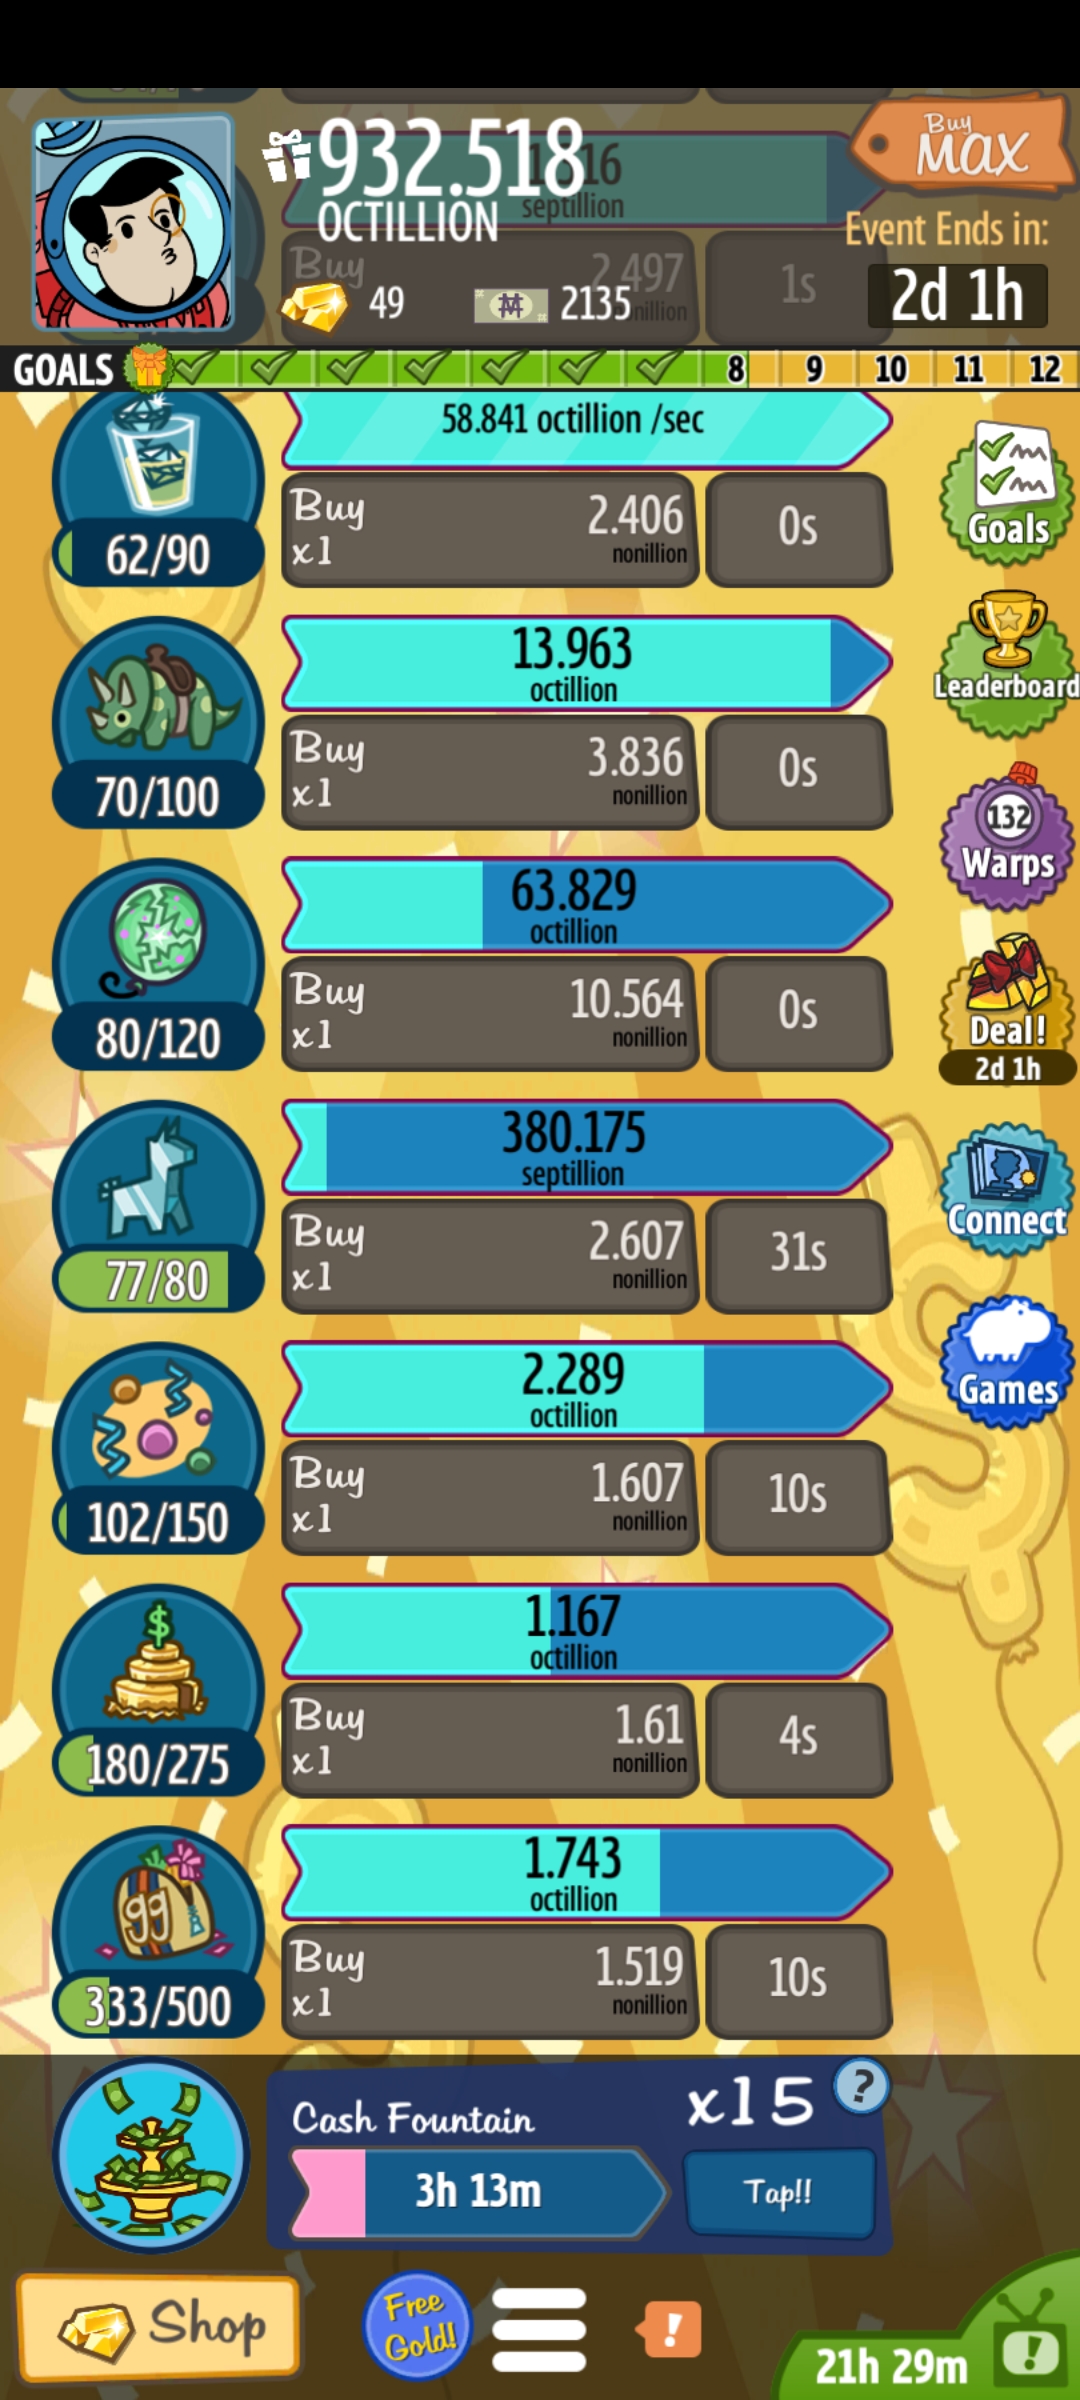 932.518
OCTILLION
septillion
Buy
MAX
Event Ends in:
2d 1h
Buy
2.497
1s
49
2135
GOALS
8
9
10
11
12
58.841 octillion /sec
Buy
x1
2.406
nonillion
0s
62/90
Goals
13.963
octillion
Buy
x1
3.836
nonillion
0s
70/100
Leaderboard
132
Warps
63.829
octillion
Buy
x1
10.564
nonillion
0s
80/120
Deal!
2d 1h
380.175
septillion
Buy
x1
2.607
nonillion
31s
77/80
Connect
Games
2.289
octillion
Buy
x1
1.607
nonillion
10s
102/150
$
1.167
octillion
Buy
x1
1.61
nonillion
4s
180/275
99
1.743
octillion
Buy
x1
1.519
nonillion
10s
333/500
Cash Fountain
x15
?
3h 13m
Tap!!
Shop
Free
Gold!
!
21h 29m
!